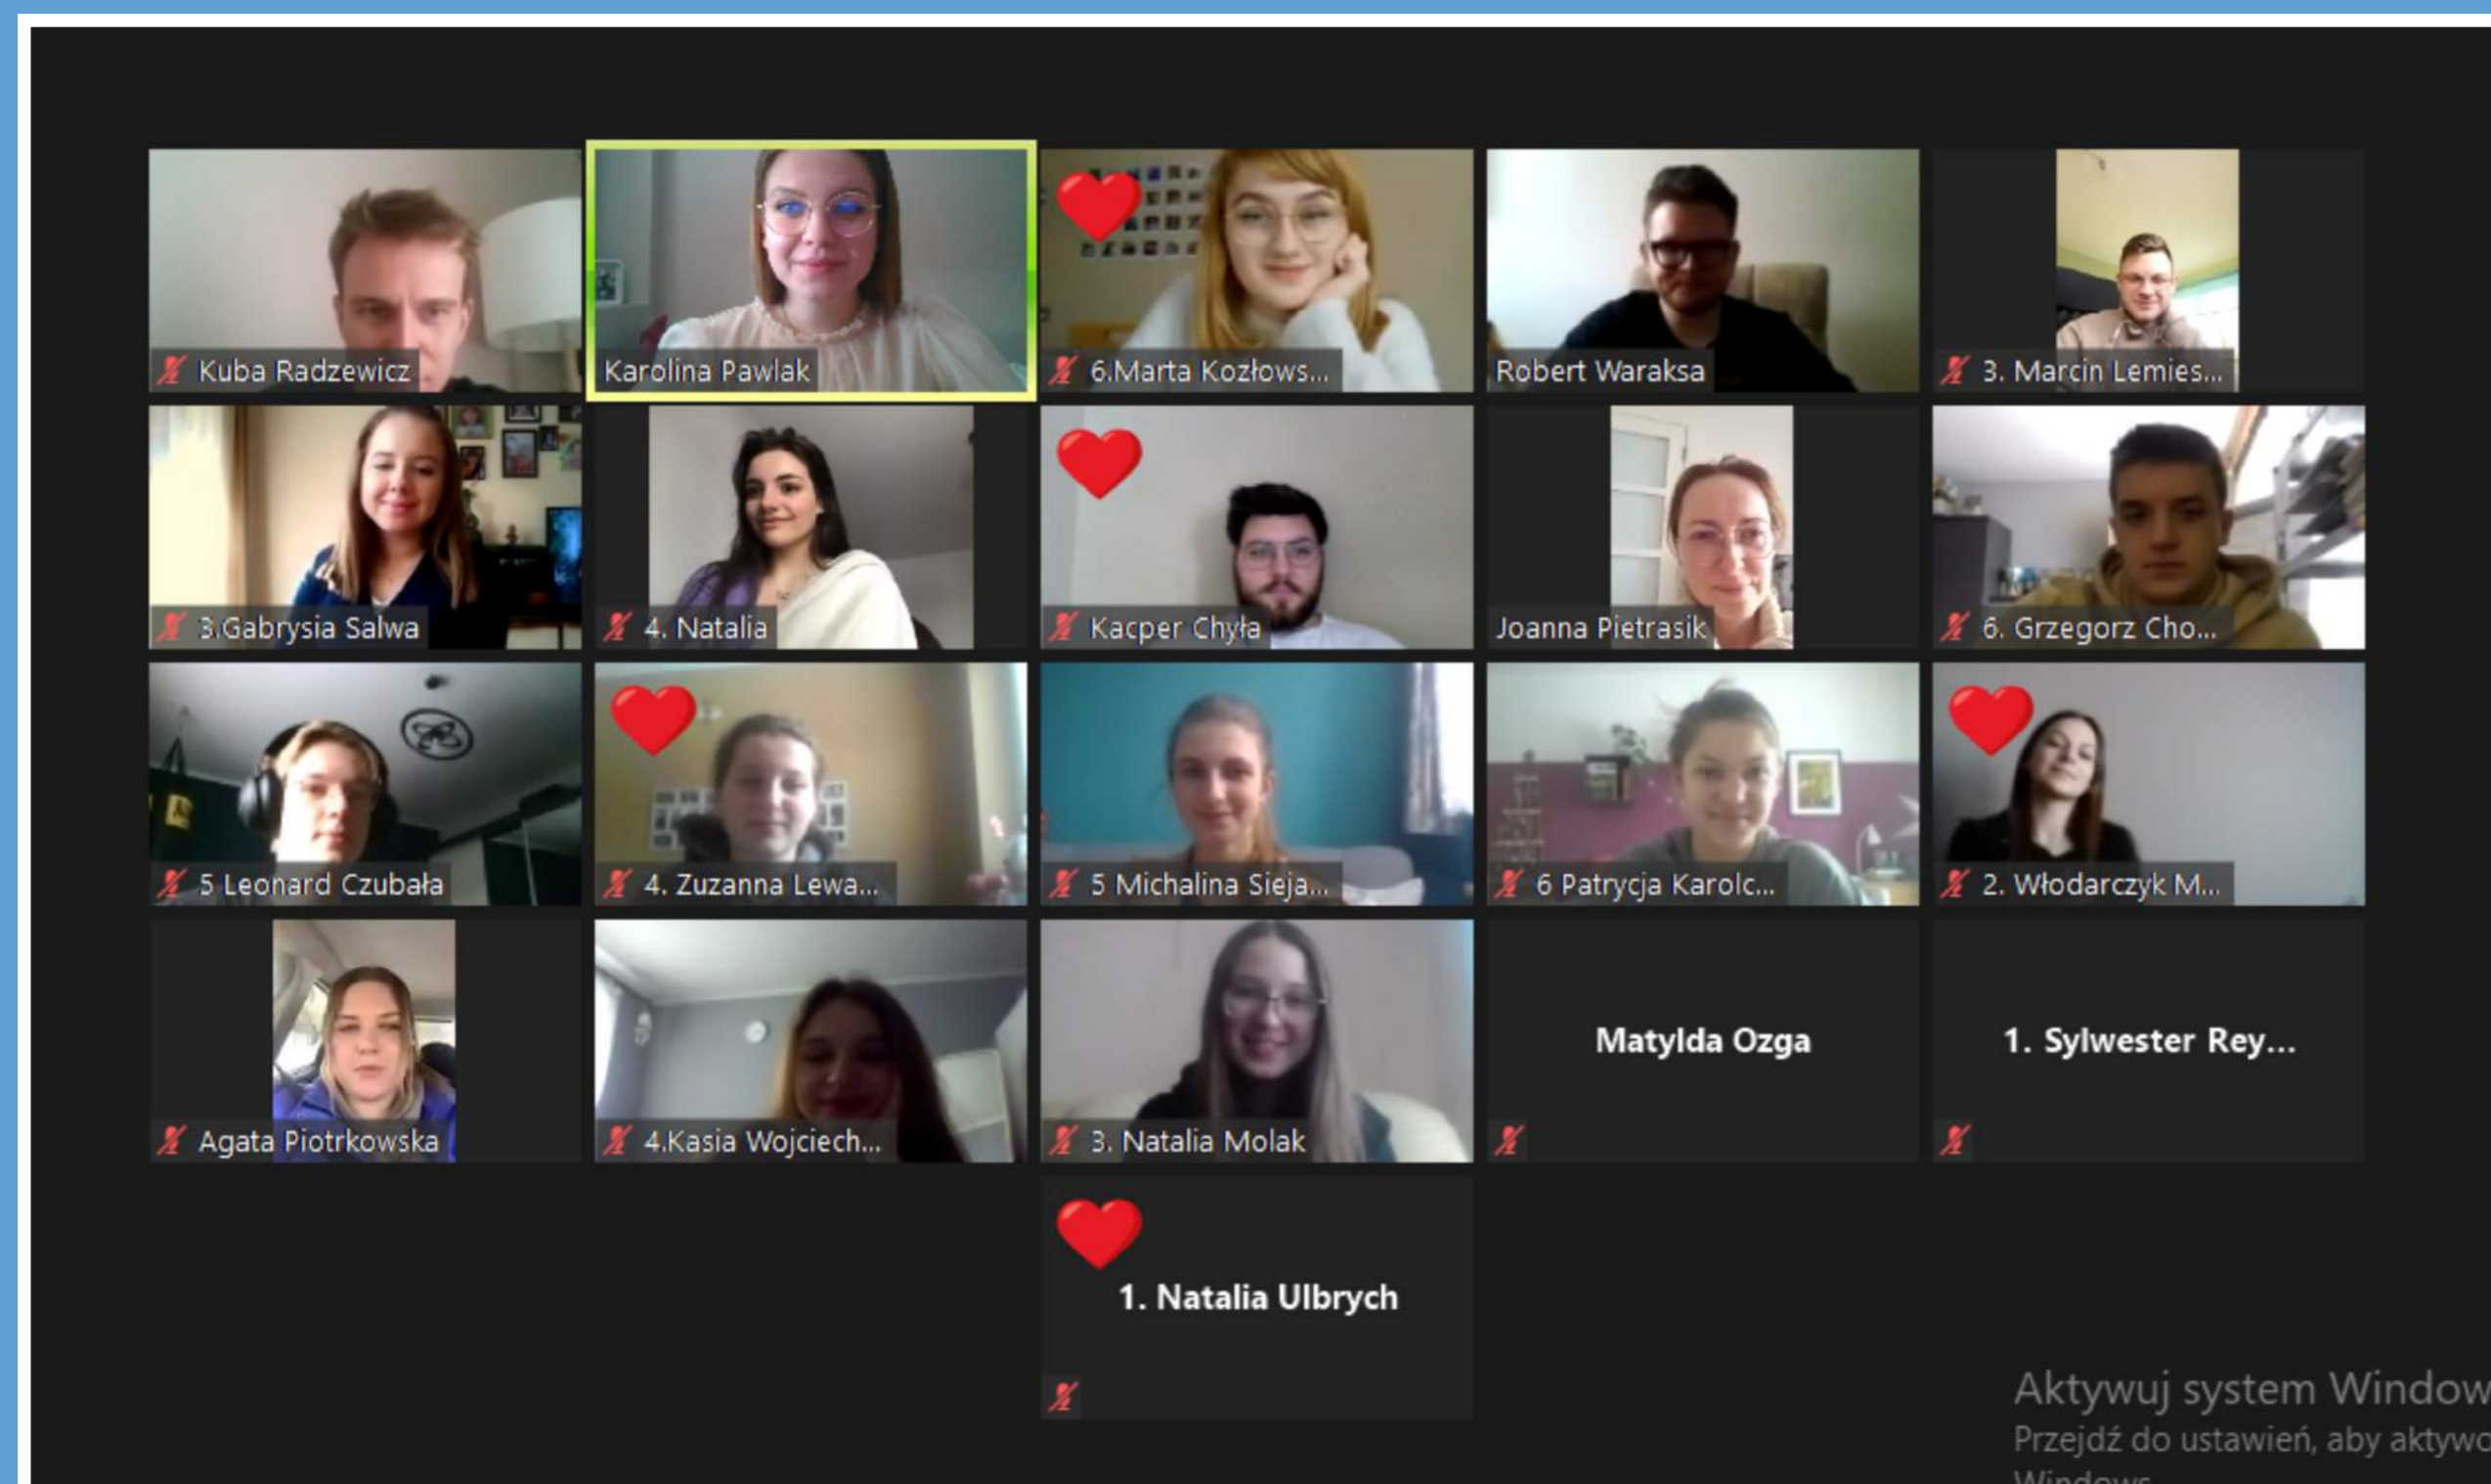 Kuba Radzewicz
Karolina Pawlak
6.Marta Kozłows...
Robert Waraksa
3. Marcin Lemies...
3.Gabrysia Salwa
4. Natalia
Kacper Chyła
Joanna Pietrasik
6. Grzegorz Cho...
5 Leonard Czubała
4. Zuzanna Lewa...
5 Michalina Sieja...
6 Patrycja Karolc...
2. Włodarczyk M...
Agata Piotrkowska
4.Kasia Wojciech...
3. Natalia Molak
Matylda Ozga
1. Sylwester Rey...
1. Natalia Ulbrych
Aktywuj system Window
Przejdź do ustawień, aby aktywo
Windows